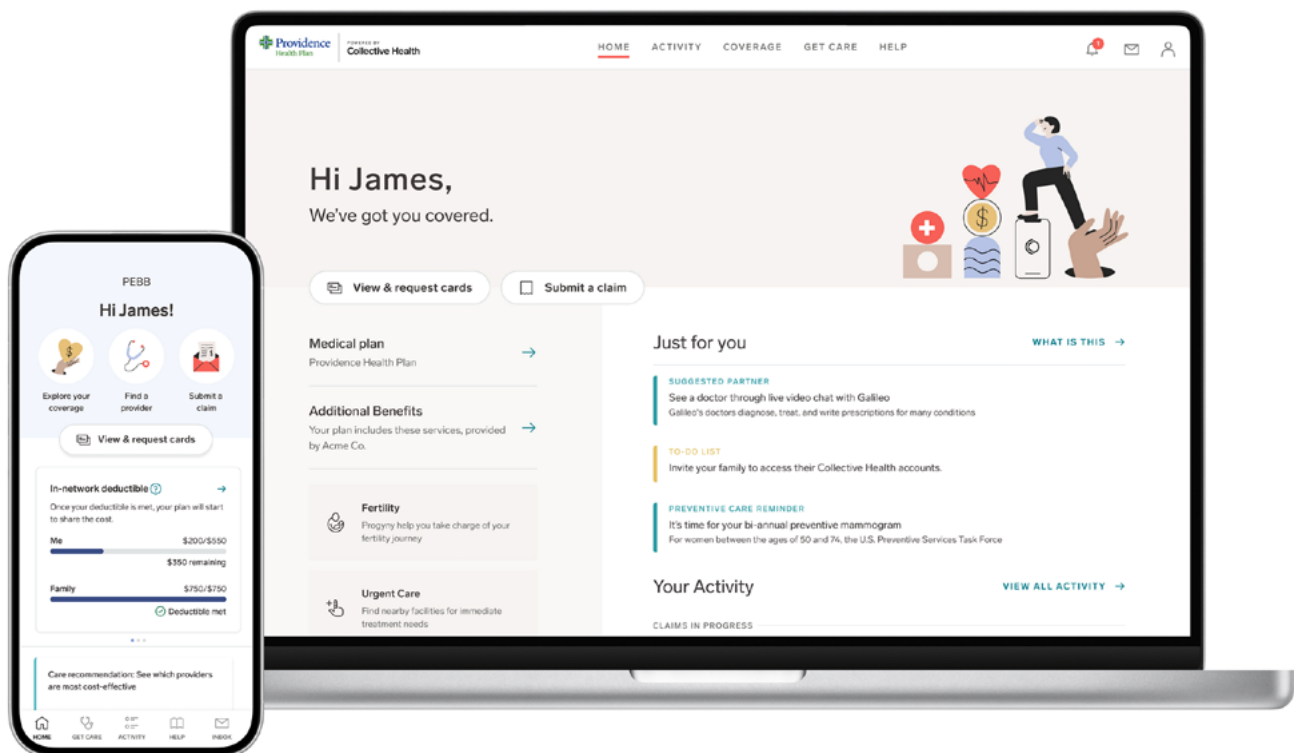 Providence
Health Plan
POWERED BY
Collective Health
HOME
ACTIVITY
COVERAGE
GET CARE
HELP
1
Hi James,
We've got you covered.
View & request cards
Submit a claim
Medical plan
Providence Health Plan
Additional Benefits
Your plan includes these services, provided
by Acme Co.
Fertility
Progyny help you take charge of your
fertility journey
Urgent Care
Find nearby facilities for immediate
treatment needs
Just for you
WHAT IS THIS
SUGGESTED PARTNER
See a doctor through live video chat with Galileo
Galileo's doctors diagnose, treat, and write prescriptions for many conditions
TO-DO LIST
Invite your family to access their Collective Health accounts.
PREVENTIVE CARE REMINDER
It's time for your bi-annual preventive mammogram
For women between the ages of 50 and 74, the U.S. Preventive Services Task Force
Your Activity
VIEW ALL ACTIVITY
CLAIMS IN PROGRESS
PEBB
Hi James!
Explore your
coverage
Find a
provider
Submit a
claim
View & request cards
In-network deductible
Once your deductible is met, your plan will start
to share the cost.
Me
$200/$550
$350 remaining
Family
$750/$750
Deductible met
Care recommendation: See which providers
are most cost-effective
HOME
GET CARE
ACTIVITY
HELP
INBOX